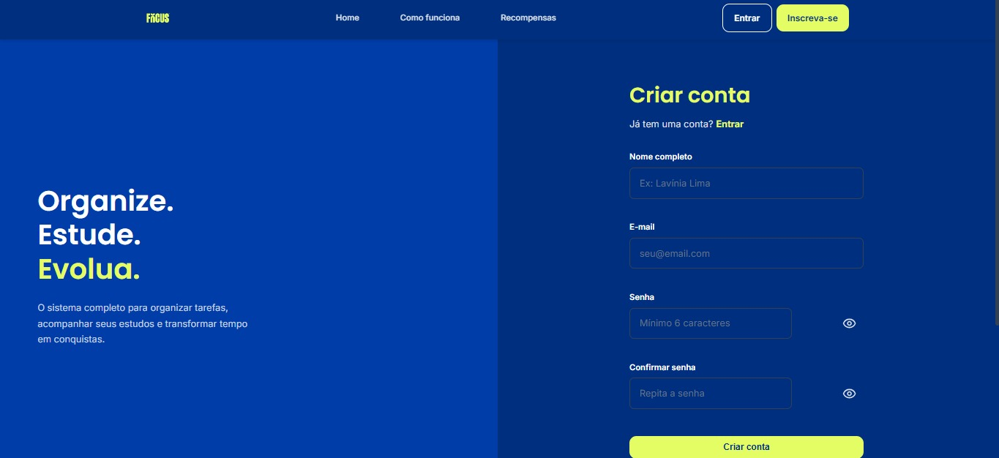 FOCUS
Home
Como funciona
Recompensas
Entrar
Inscreva-se
Organize.
Estude.
Evolua.
O sistema completo para organizar tarefas,
acompanhar seus estudos e transformar tempo
em conquistas.
Criar conta
Já tem uma conta? Entrar
Nome completo
Ex: Lavínia Lima
E-mail
seu@email.com
Senha
Mínimo 6 caracteres
Confirmar senha
Repita a senha
Criar conta